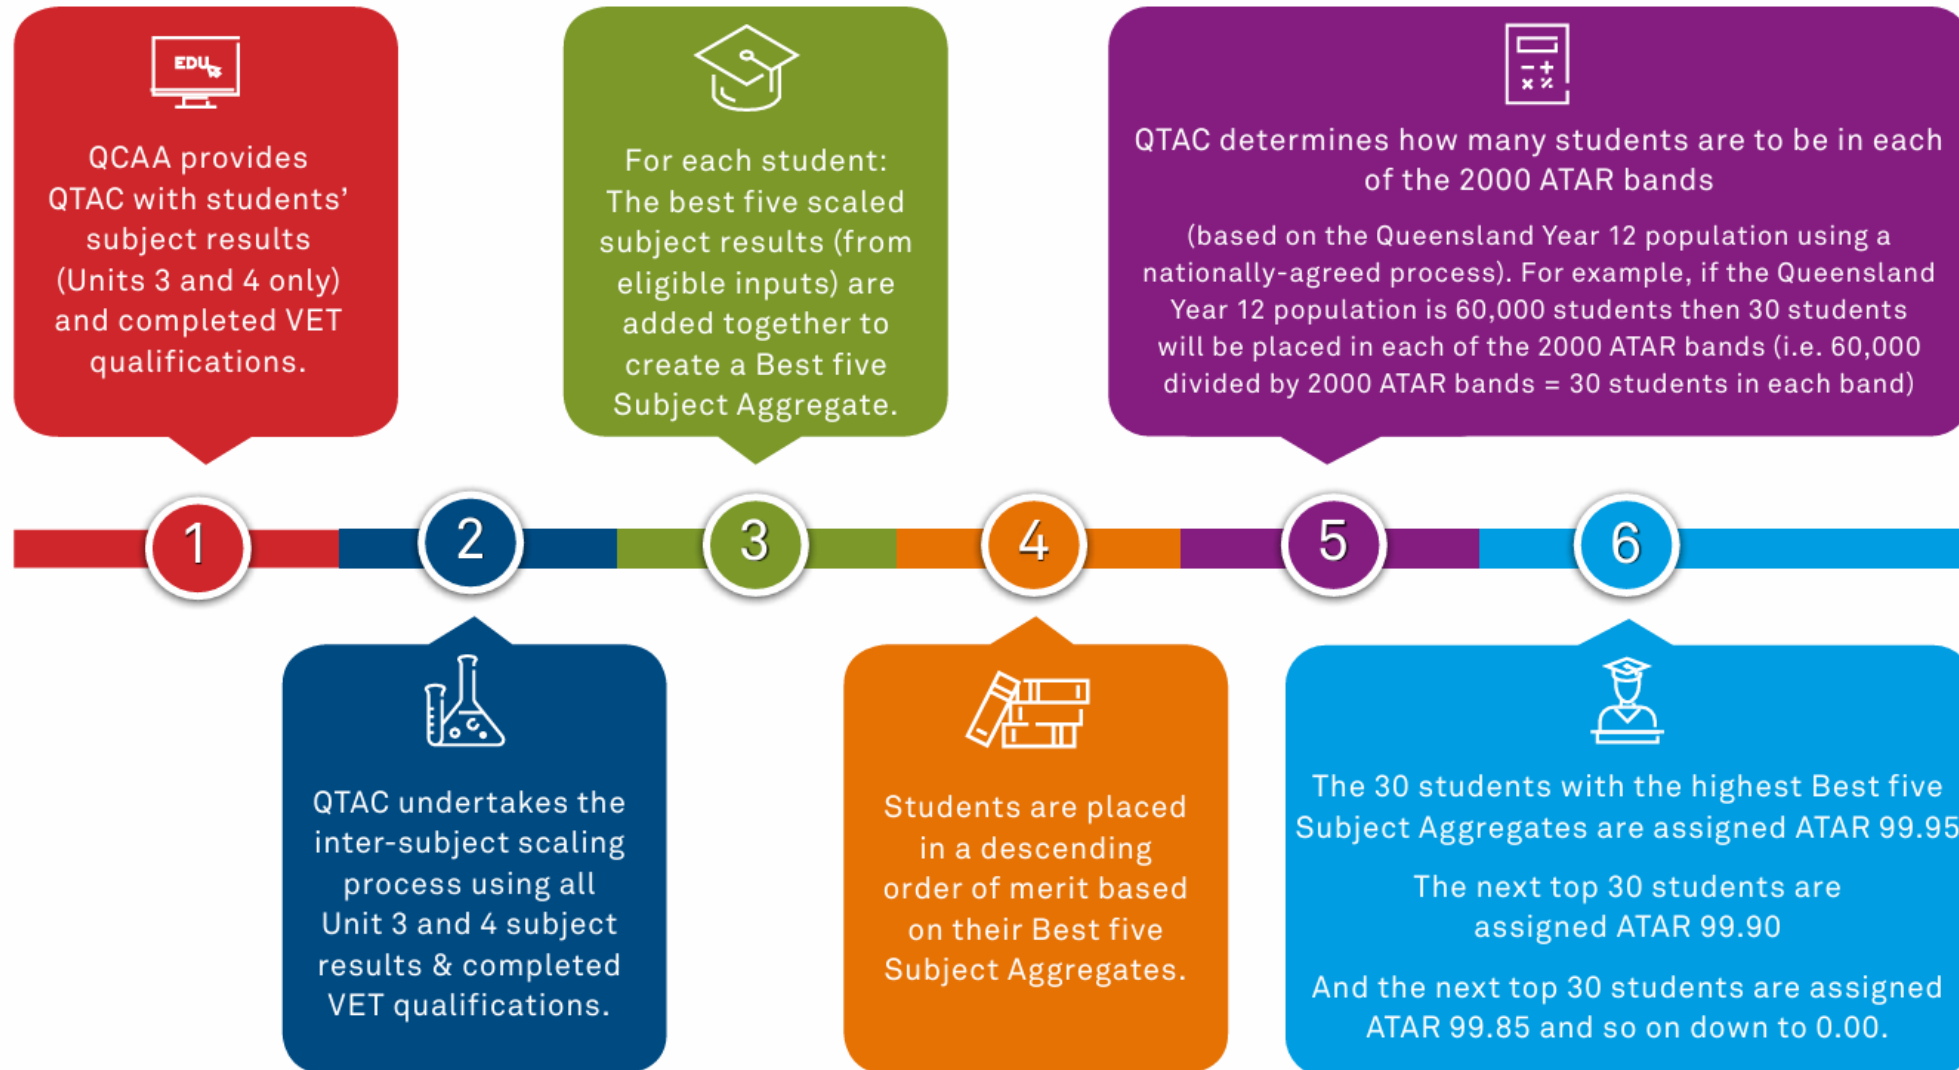 EDU
QCAA provides
QTAC with students’
subject results
(Units 3 and 4 only)
and completed VET
qualifications.
1
QTAC undertakes the
inter-subject scaling
process using all
Unit 3 and 4 subject
results & completed
VET qualifications.
2
For each student:
The best five scaled
subject results (from
eligible inputs) are
added together to
create a Best five
Subject Aggregate.
3
Students are placed
in a descending
order of merit based
on their Best five
Subject Aggregates.
4
QTAC determines how many students are to be in each
of the 2000 ATAR bands
(based on the Queensland Year 12 population using a
nationally-agreed process). For example, if the Queensland
Year 12 population is 60,000 students then 30 students
will be placed in each of the 2000 ATAR bands (i.e. 60,000
divided by 2000 ATAR bands = 30 students in each band)
5
The 30 students with the highest Best five
Subject Aggregates are assigned ATAR 99.95
The next top 30 students are
assigned ATAR 99.90
And the next top 30 students are assigned
ATAR 99.85 and so on down to 0.00.
6